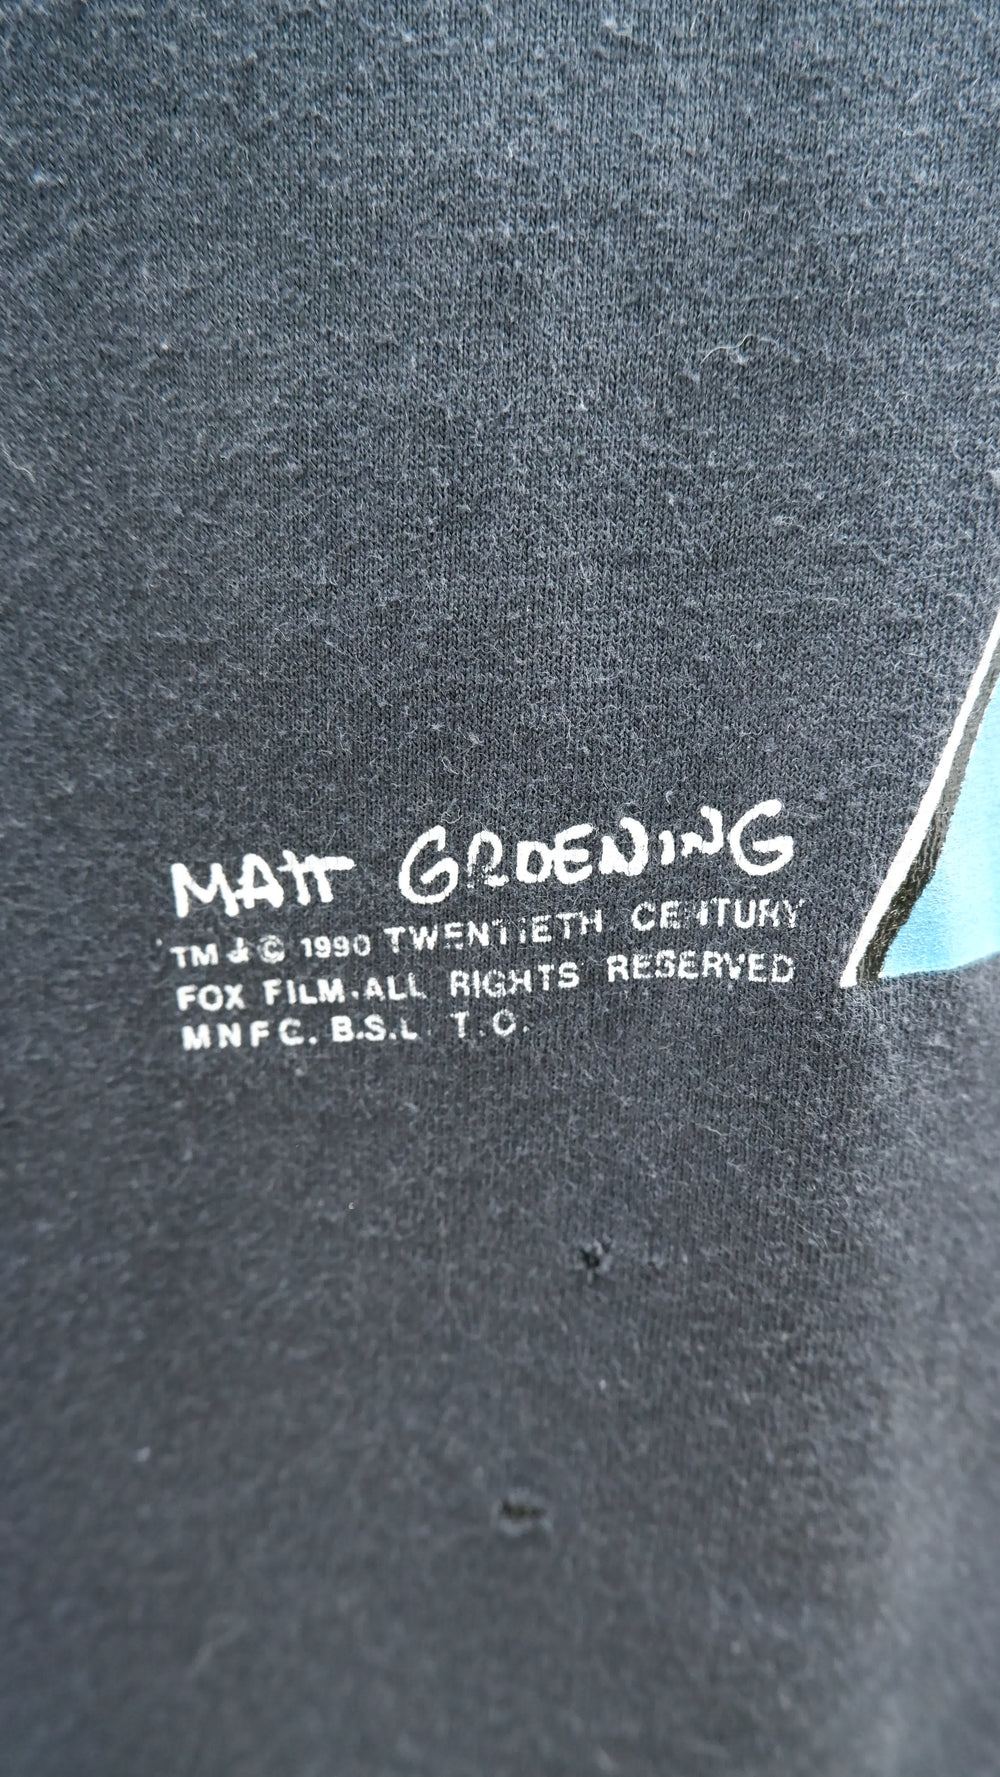 MATT GROENING
TM & © 1990 TWENTIETH CENTURY
FOX FILM. ALL RIGHTS RESERVED
MNFC. B.S.L. T.O.